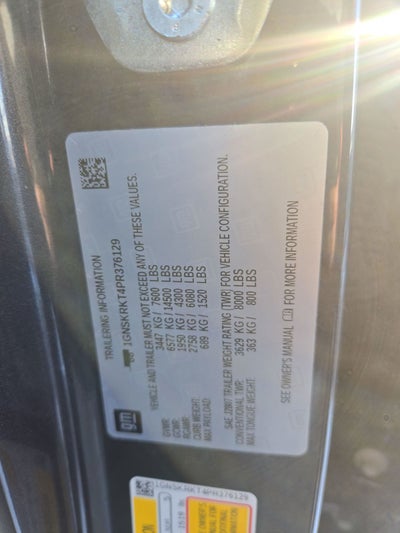 gm
TRAILERING INFORMATION
1GNSKRKT4PR376129
VEHICLE AND TRAILER MUST NOT EXCEED ANY OF THESE VALUES.
GVWR: 3447 KG / 7600 LBS
GCWR: 6577 KG / 14500 LBS
RGAWR: 1950 KG / 4300 LBS
CURB WEIGHT: 2758 KG / 6080 LBS
MAX PAYLOAD: 689 KG / 1520 LBS
SAE J2807 TRAILER WEIGHT RATING (TWR) FOR VEHICLE CONFIGURATION.
CONVENTIONAL TWR: 3629 KG / 8000 LBS
MAX TONGUE WEIGHT: 363 KG / 800 LBS
SEE OWNER'S MANUAL FOR MORE INFORMATION
1GNSKRKT4PR376129